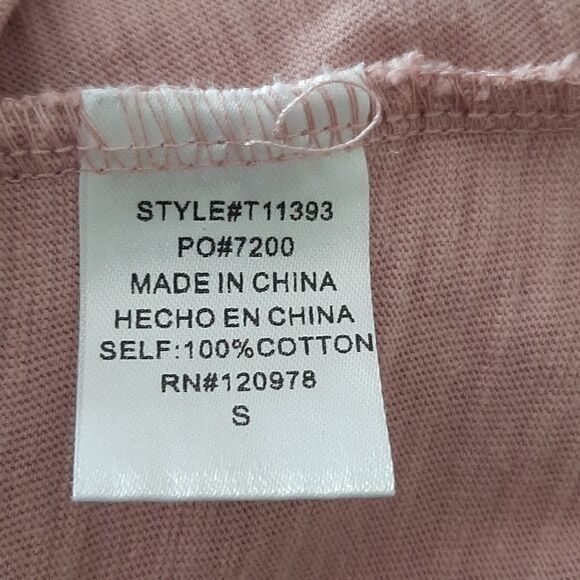 STYLE#T11393
PO#7200
MADE IN CHINA
HECHO EN CHINA
SELF:100%COTTON
RN#120978
S